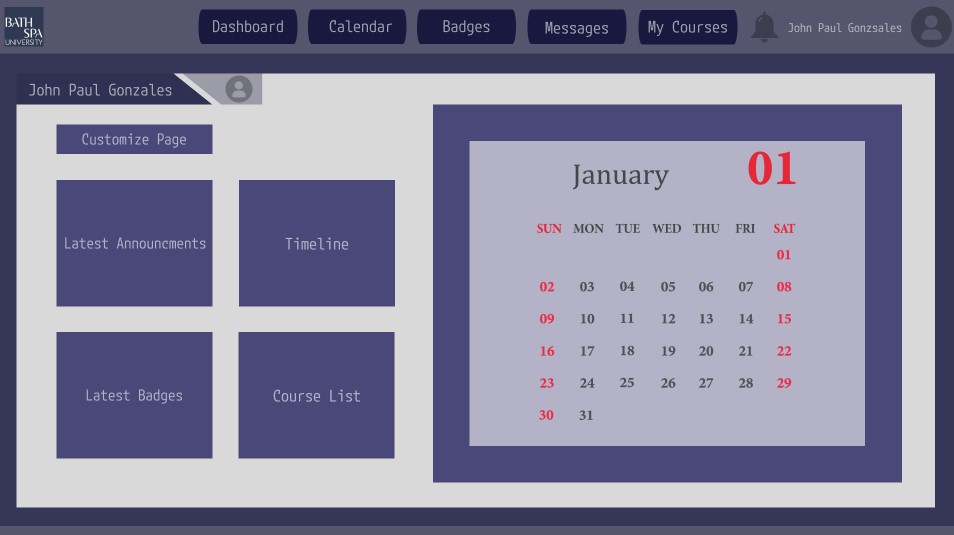 BATH
SPA
UNIVERSITY
Dashboard
Calendar
Badges
Messages
My Courses
John Paul Gonzsales
John Paul Gonzales
Customize Page
Latest Announcments
Timeline
Latest Badges
Course List
January 01
SUN MON TUE WED THU FRI SAT
01
02 03 04 05 06 07 08
09 10 11 12 13 14 15
16 17 18 19 20 21 22
23 24 25 26 27 28 29
30 31